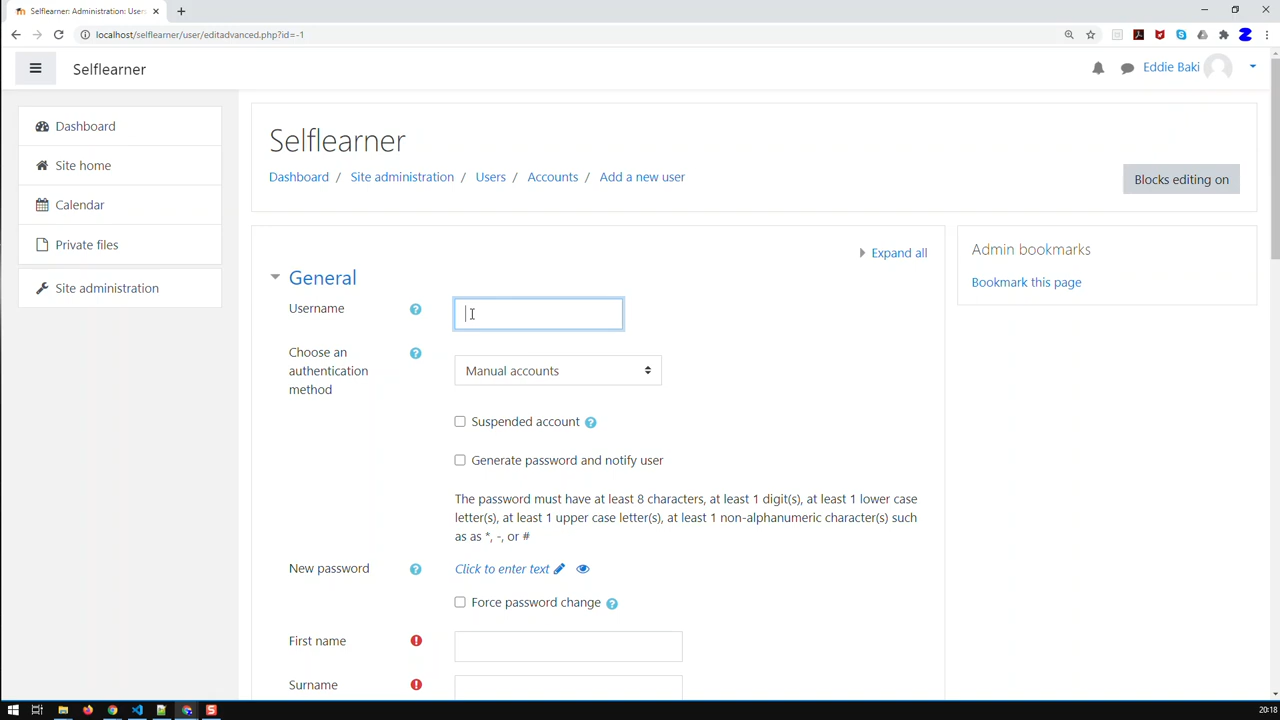 Selflearner: Administration: Users
localhost/selflearner/user/editadvanced.php?id=-1
Selflearner
Eddie Baki
Dashboard
Site home
Calendar
Private files
Site administration
Selflearner
Dashboard / Site administration / Users / Accounts / Add a new user
Blocks editing on
Expand all
General
Username
Choose an
authentication
method
Manual accounts
Suspended account
Generate password and notify user
The password must have at least 8 characters, at least 1 digit(s), at least 1 lower case
letter(s), at least 1 upper case letter(s), at least 1 non-alphanumeric character(s) such
as as *, -, or #
New password
Click to enter text
Force password change
First name
Surname
Admin bookmarks
Bookmark this page
20:18